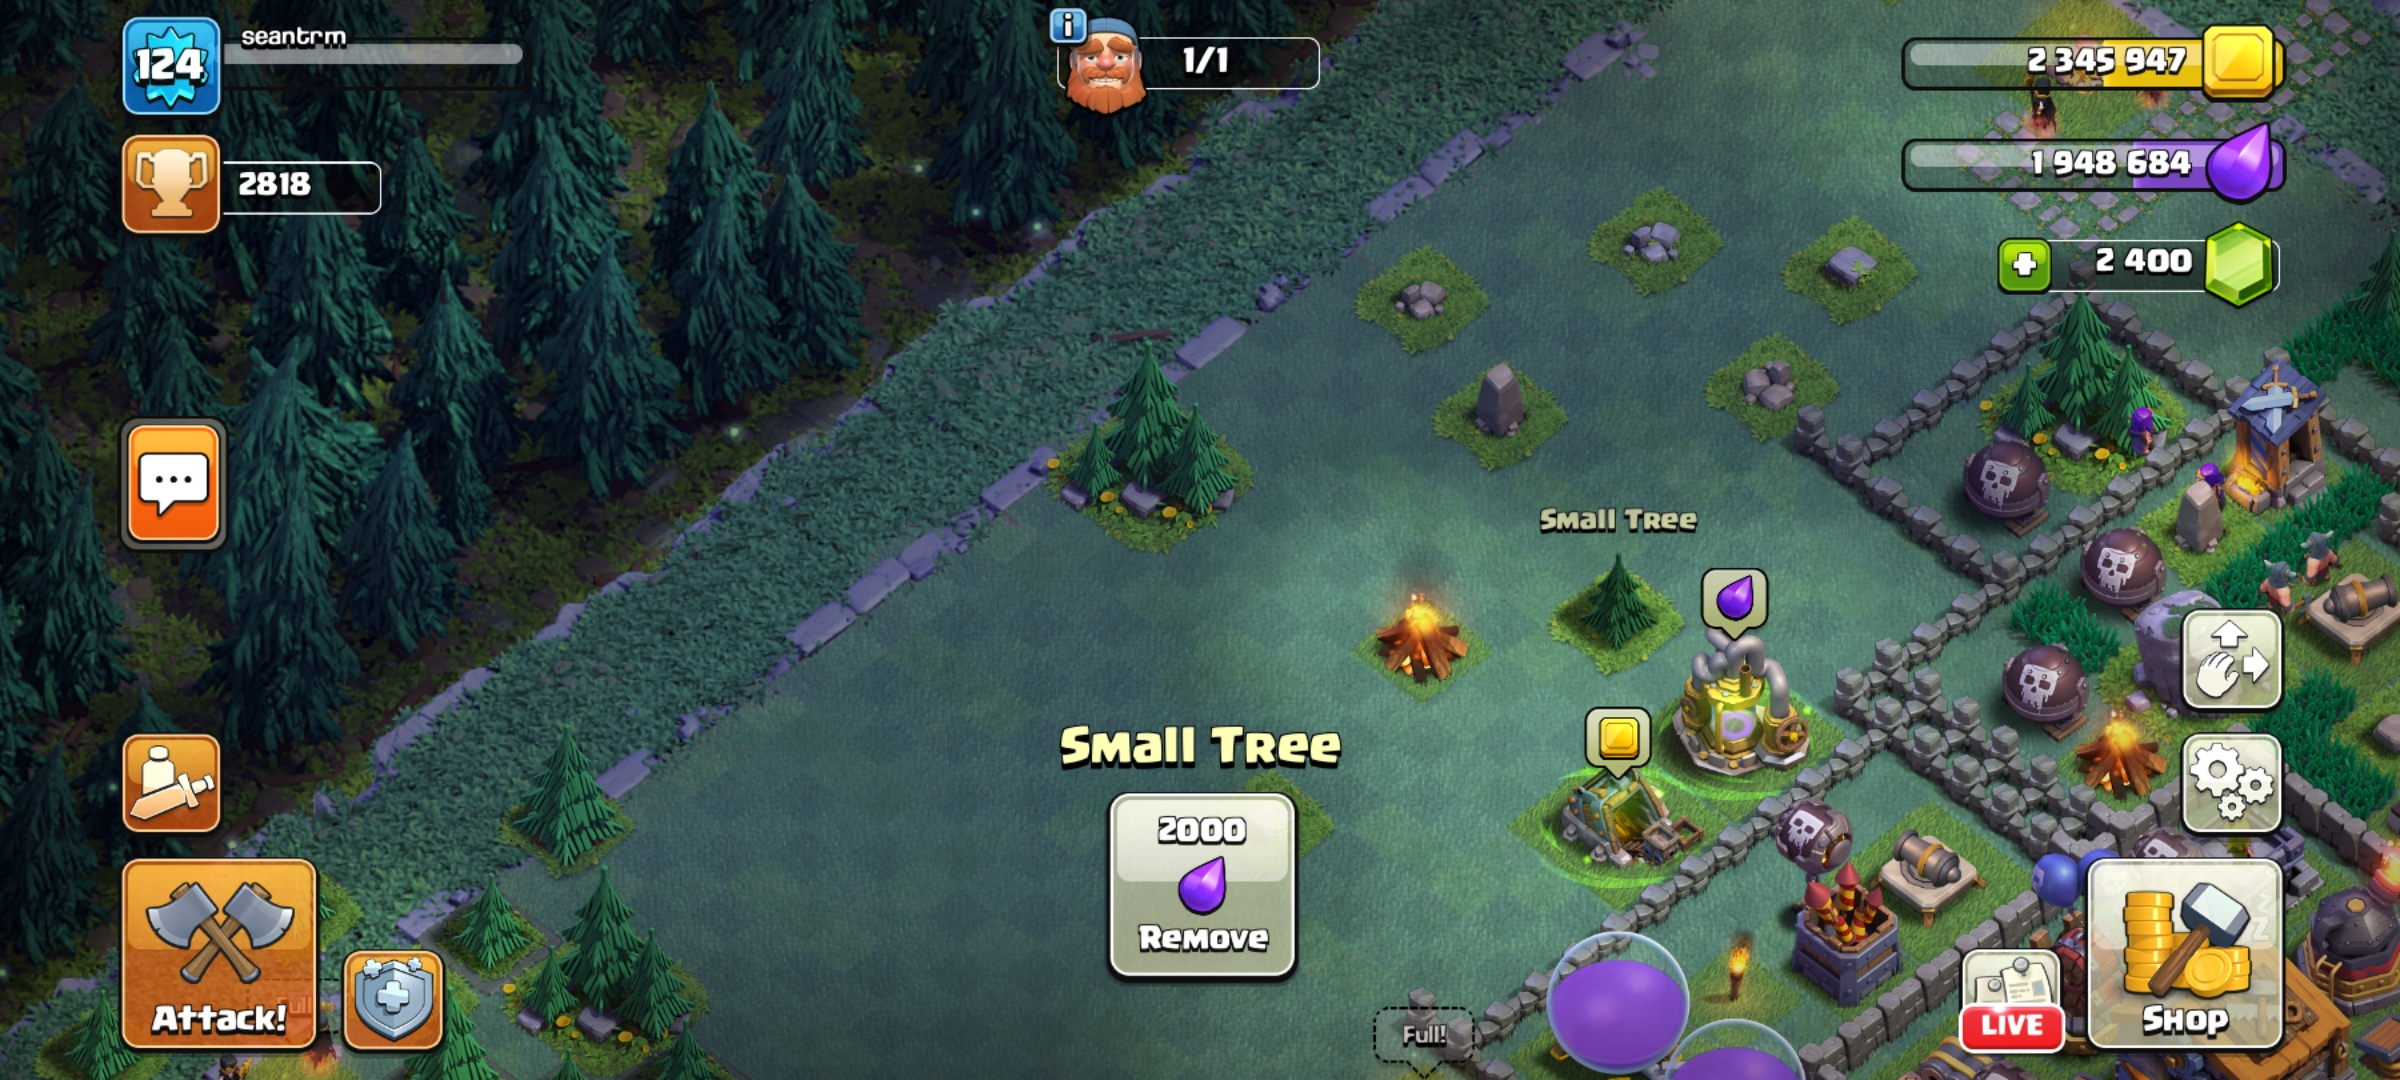 124
seantrm
1/1
2 345 947
2818
1 948 684
2 400
Small Tree
Small Tree
2000
Remove
Attack!
Full!
Full!
LIVE
Shop